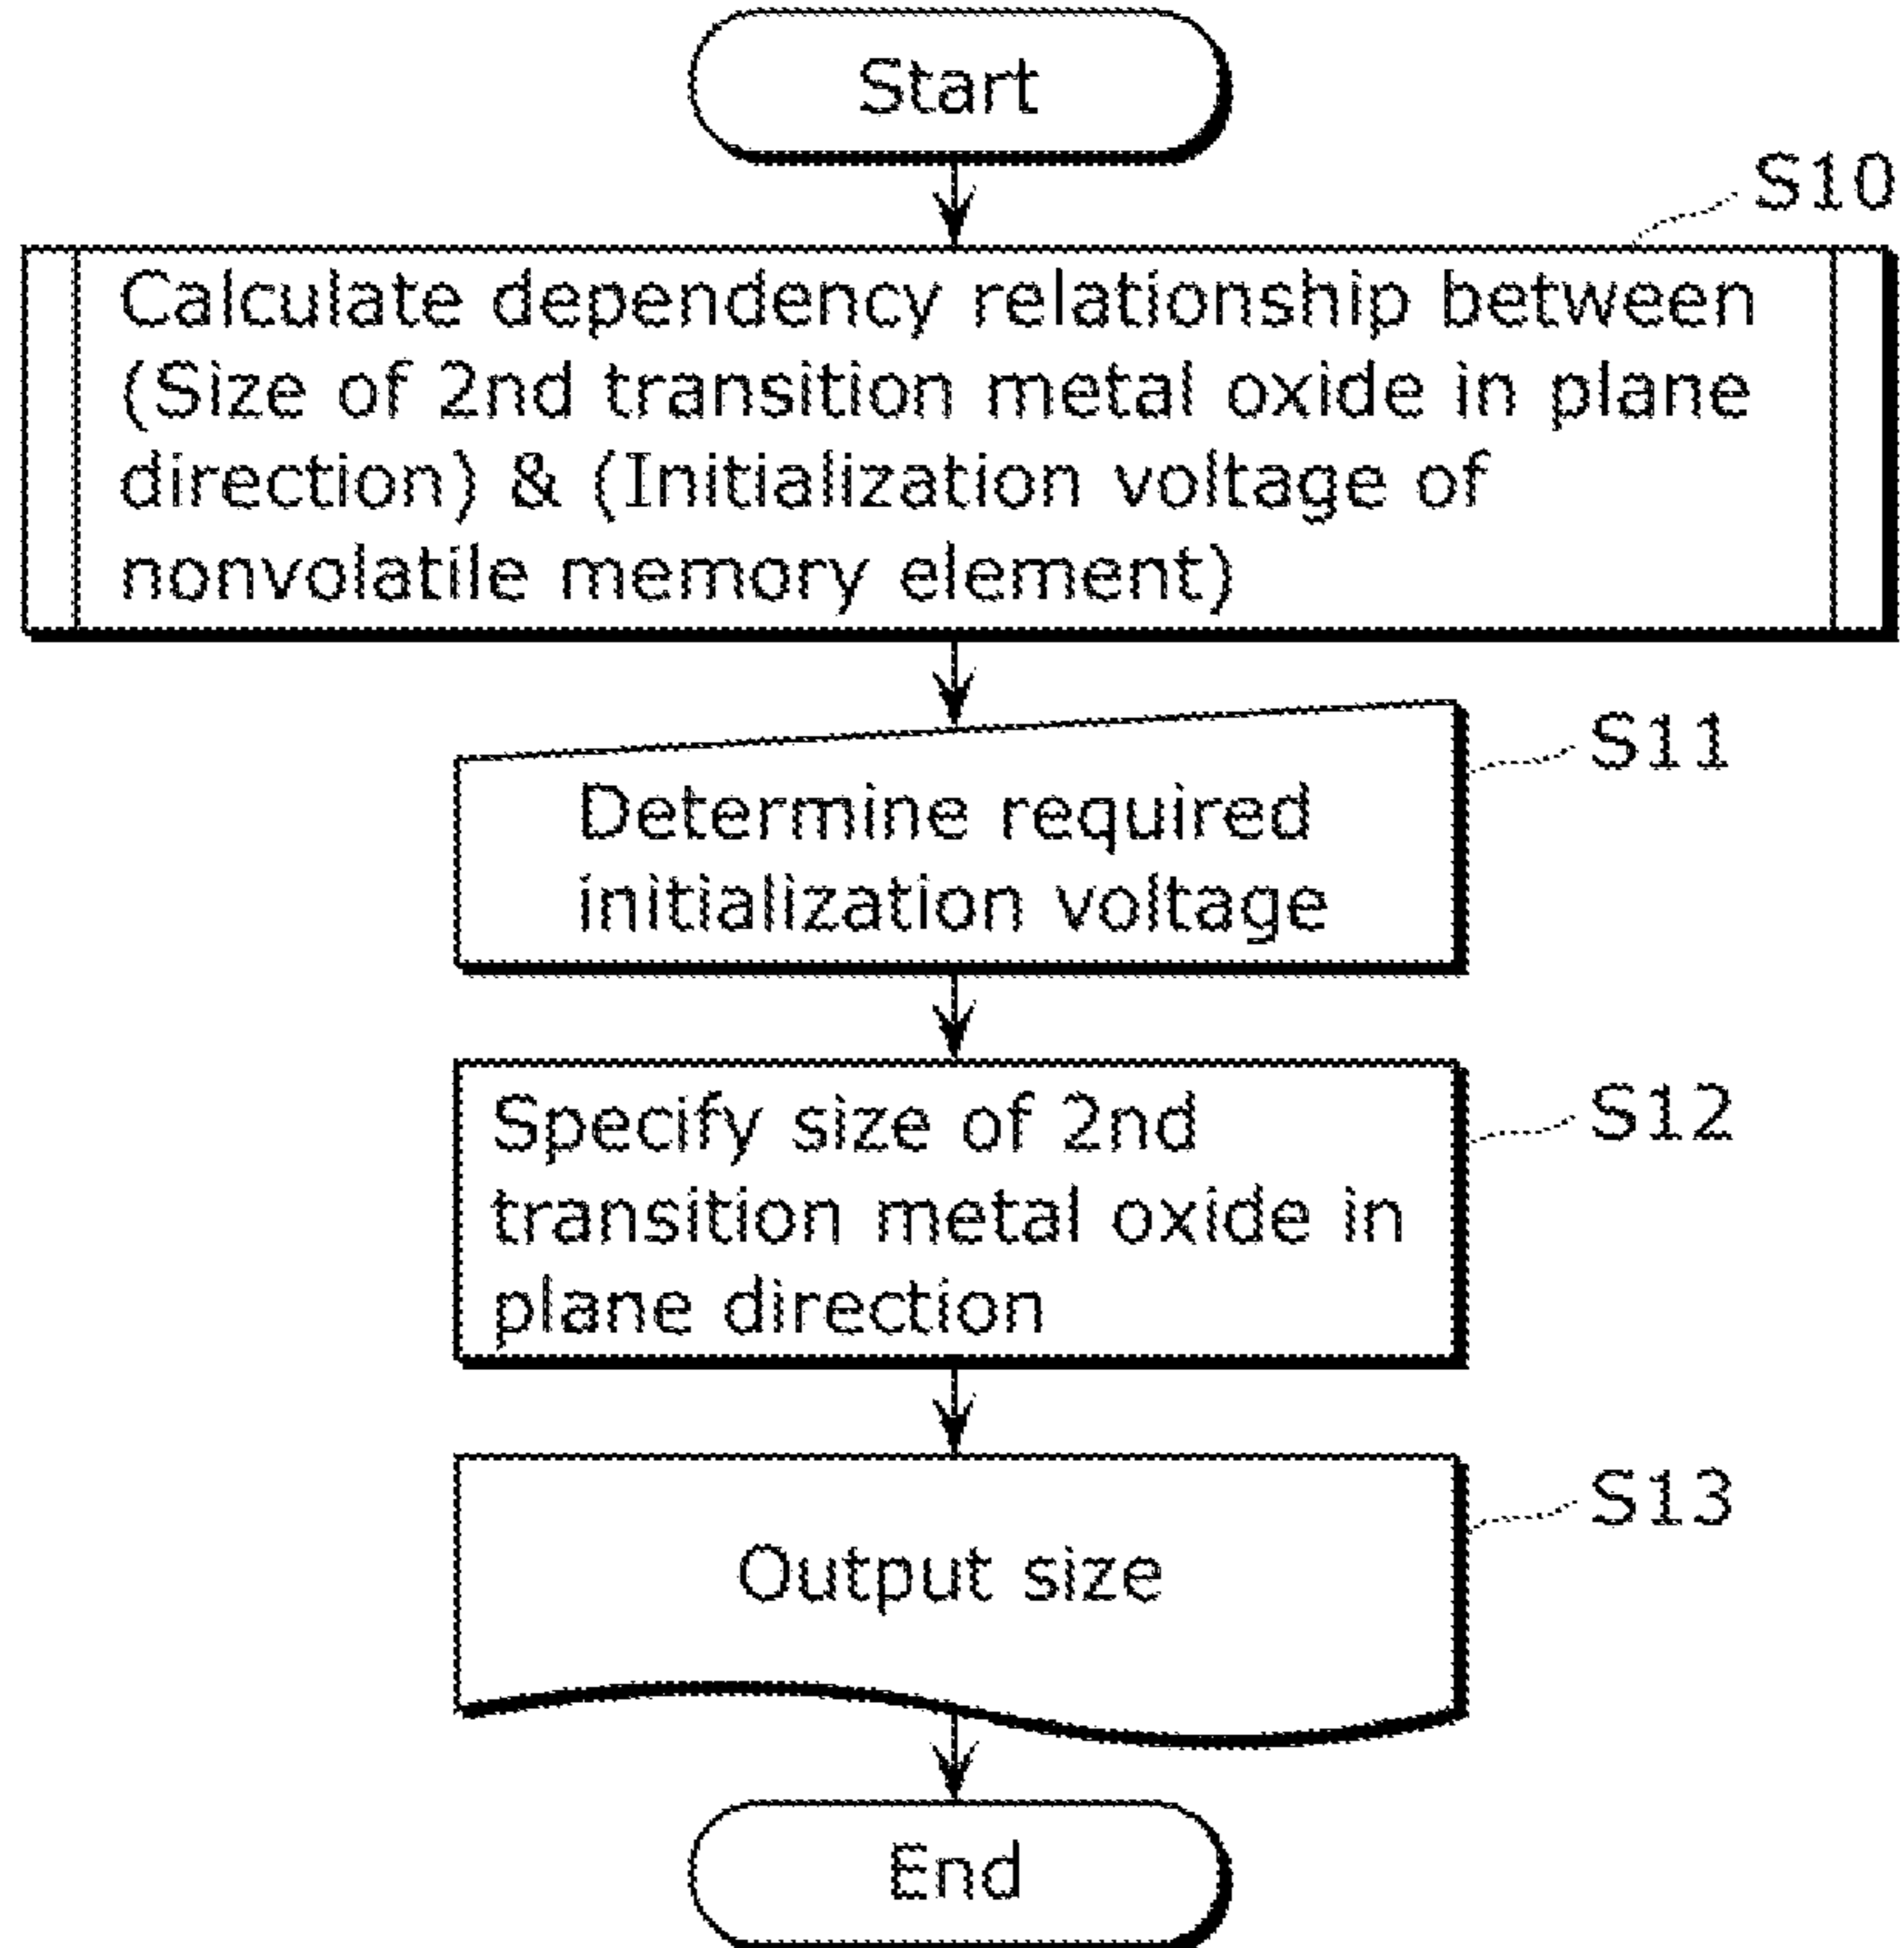 Start
S10
Calculate dependency relationship between
(Size of 2nd transition metal oxide in plane
direction) & (Initialization voltage of
nonvolatile memory element)
S11
Determine required
initialization voltage
S12
Specify size of 2nd
transition metal oxide in
plane direction
S13
Output size
End